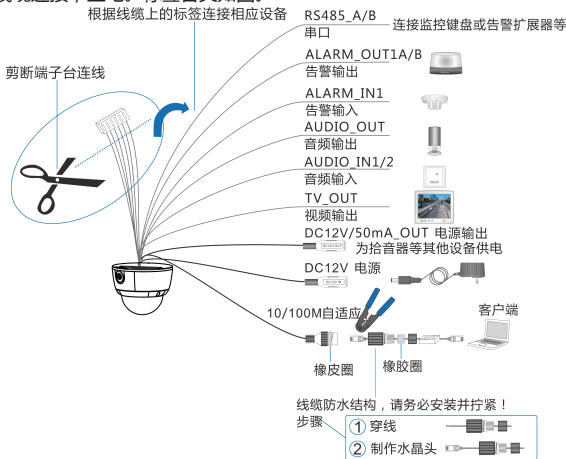 根据线缆上的标签连接相应设备
剪断端子台连线
RS485_A/B
串口
连接监控键盘或告警扩展器等
ALARM_OUT1A/B
告警输出
ALARM_IN1
告警输入
AUDIO_OUT
音频输出
AUDIO_IN1/2
音频输入
TV_OUT
视频输出
DC12V/50mA_OUT 电源输出
为拾音器等其他设备供电
DC12V 电源
10/100M自适应
客户端
橡皮圈
橡胶圈
线缆防水结构，请务必安装并拧紧！
步骤
① 穿线
② 制作水晶头